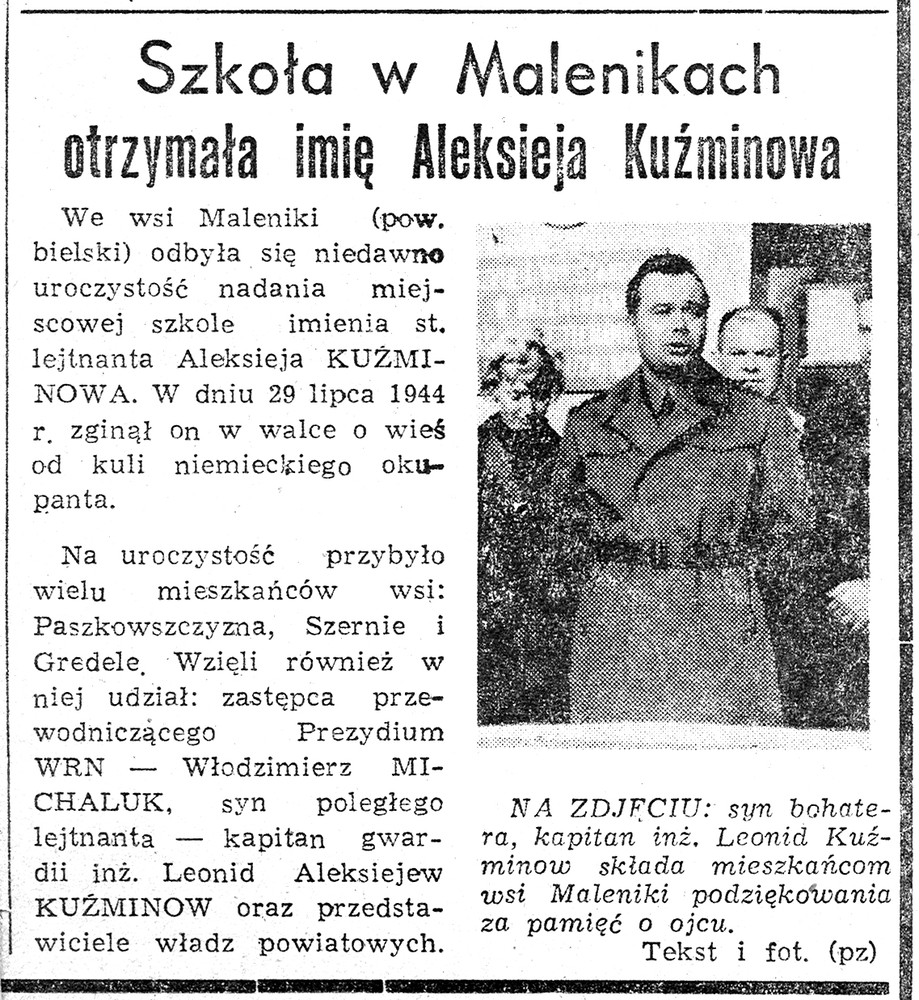 Szkoła w Malenikach
otrzymała imię Aleksieja Kuźminowa
We wsi Maleniki (pow.
bielski) odbyła się niedawno
uroczystość nadania miej-
scowej szkole imienia st.
lejtnanta Aleksieja KUŹMI-
NOWA. W dniu 29 lipca 1944
r. zginął on w walce o wieś
od kuli niemieckiego oku-
panta.
Na uroczystość przybyło
wielu mieszkańców wsi:
Paszkowszczyzna, Szernie i
Gredele. Wzięli również w
niej udział: zastępca prze-
wodniczącego Prezydium
WRN — Włodzimierz MI-
CHALUK, syn poległego
lejtnanta — kapitan gwar-
dii inż. Leonid Aleksiejew
KUŹMINOW oraz przedsta-
wiciele władz powiatowych.
NA ZDJĘCIU: syn bohate-
ra, kapitan inż. Leonid Kuź-
minow składa mieszkańcom
wsi Maleniki podziękowania
za pamięć o ojcu.
Tekst i fot. (pz)